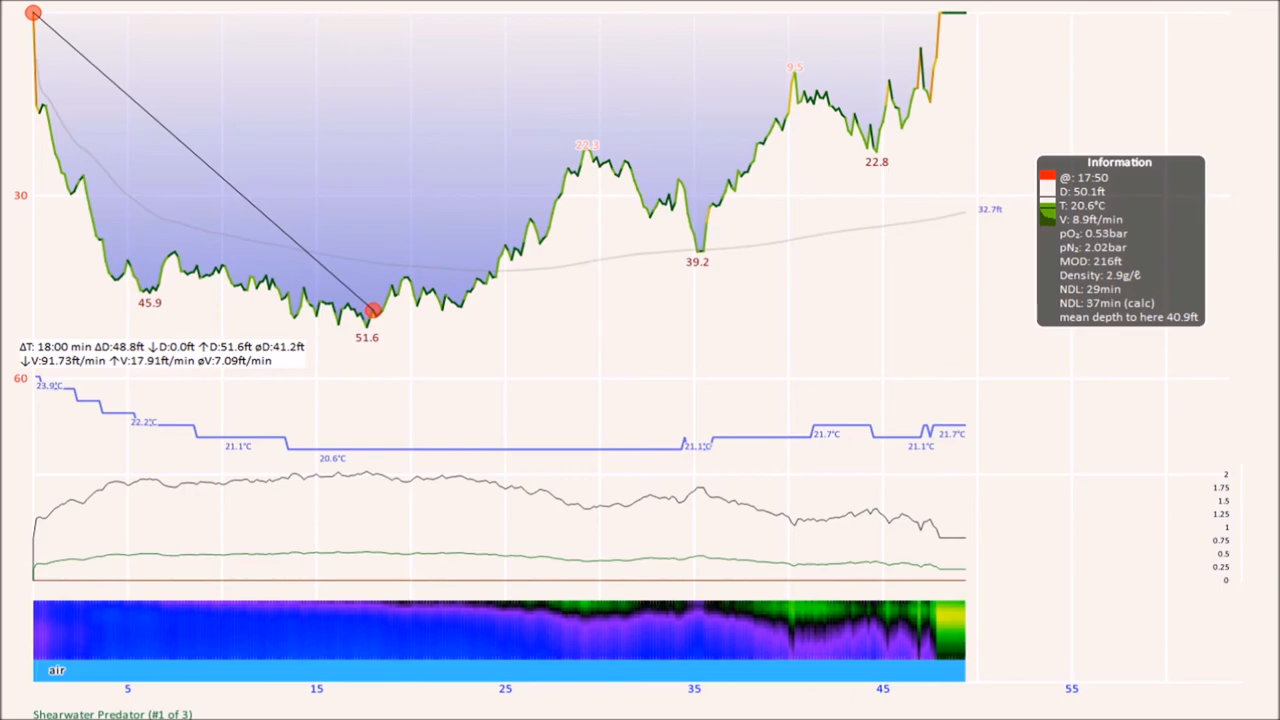 9.5
22.3
22.8
30
32.7ft
39.2
45.9
51.6
Information
@: 17:50
D: 50.1ft
T: 20.6°C
V: 8.9ft/min
pO₂: 0.53bar
pN₂: 2.02bar
MOD: 216ft
Density: 2.9g/ℓ
NDL: 29min
NDL: 37min (calc)
mean depth to here 40.9ft
ΔT: 18:00 min ΔD:48.8ft ↓D:0.0ft ↑D:51.6ft øD:41.2ft
↓V:91.73ft/min ↑V:17.91ft/min øV:7.09ft/min
60
23.9°C
22.2°C
21.1°C
20.6°C
21.1°C
21.7°C
21.1°C
21.7°C
2
1.75
1.5
1.25
1
0.75
0.5
0.25
0
air
5 15 25 35 45 55
Shearwater Predator (#1 of 3)